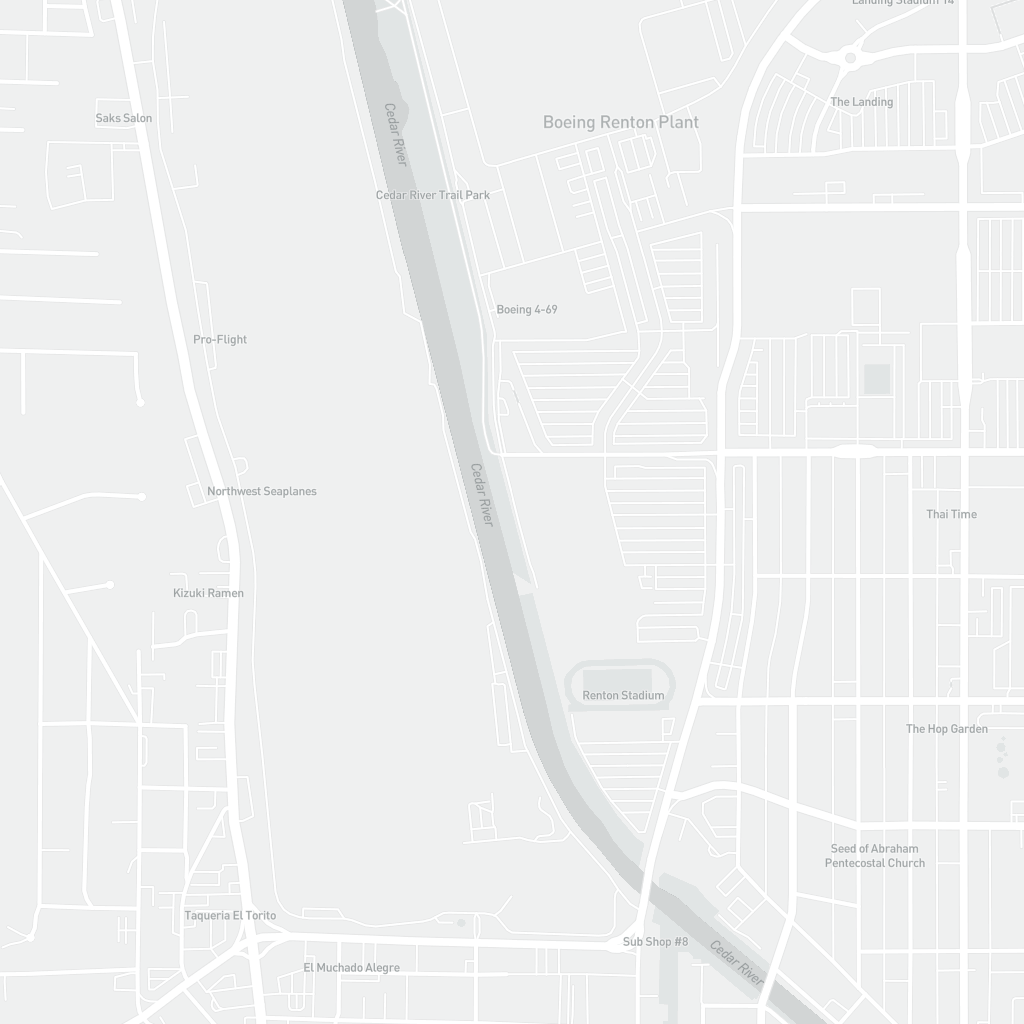 Landing Stadium 14
The Landing
Saks Salon
Boeing Renton Plant
Cedar River
Cedar River Trail Park
Boeing 4-69
Pro-Flight
Northwest Seaplanes
Cedar River
Thai Time
Kizuki Ramen
Renton Stadium
The Hop Garden
Seed of Abraham
Pentecostal Church
Taqueria El Torito
Sub Shop #8
Cedar River
El Muchado Alegre